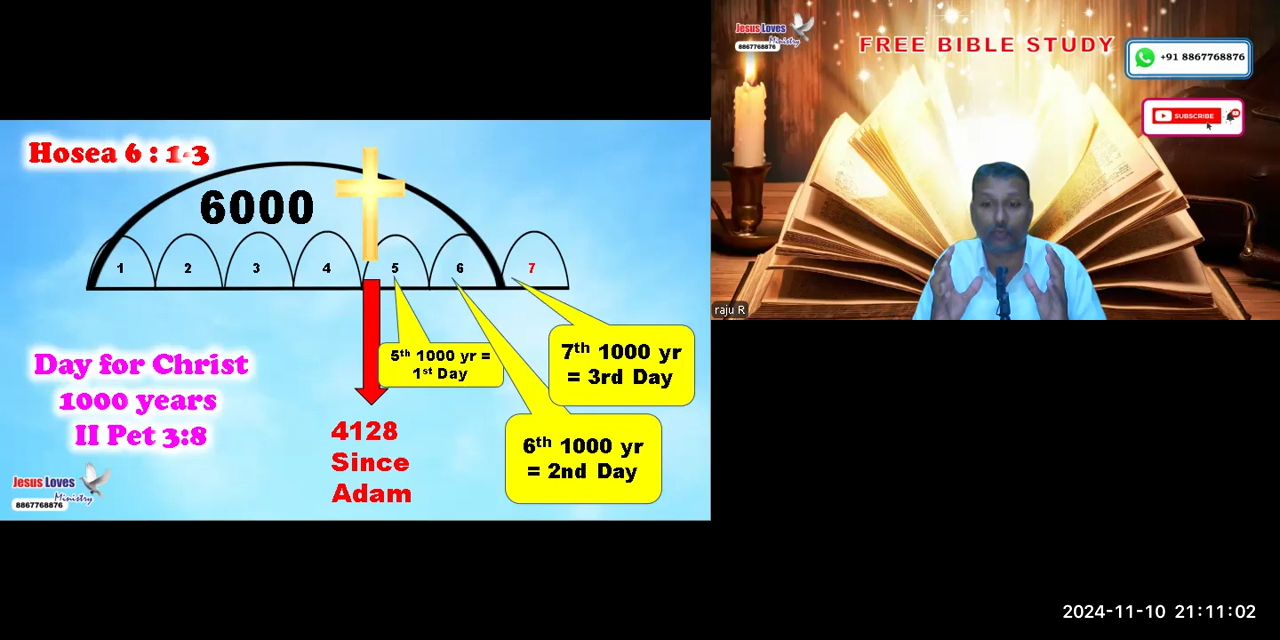 Hosea 6 : 1-3
6000
1 2 3 4 5 6 7
5th 1000 yr =
1st Day
7th 1000 yr
= 3rd Day
6th 1000 yr
= 2nd Day
Day for Christ
1000 years
II Pet 3:8
4128
Since
Adam
Jesus Loves
Ministry
8867768876
Jesus Loves
Ministry
8867768876
FREE BIBLE STUDY
+91 8867768876
SUBSCRIBE
raju R
2024-11-10 21:11:02